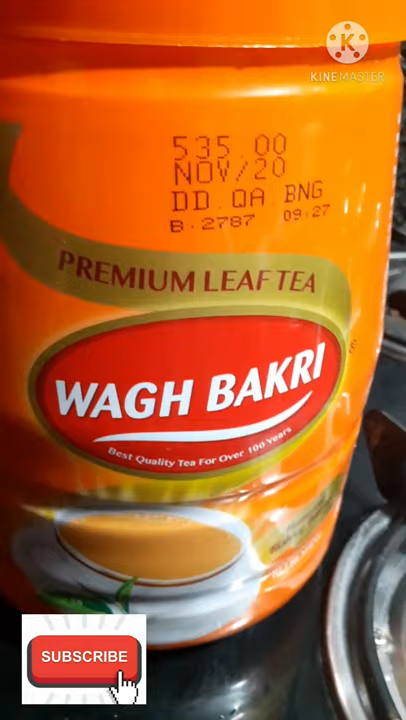 KINEMASTER
535.00
NOV/20
DD QA BNG
B.2787 09:27
PREMIUM LEAF TEA
WAGH BAKRI
Best Quality Tea For Over 100 Years
SUBSCRIBE